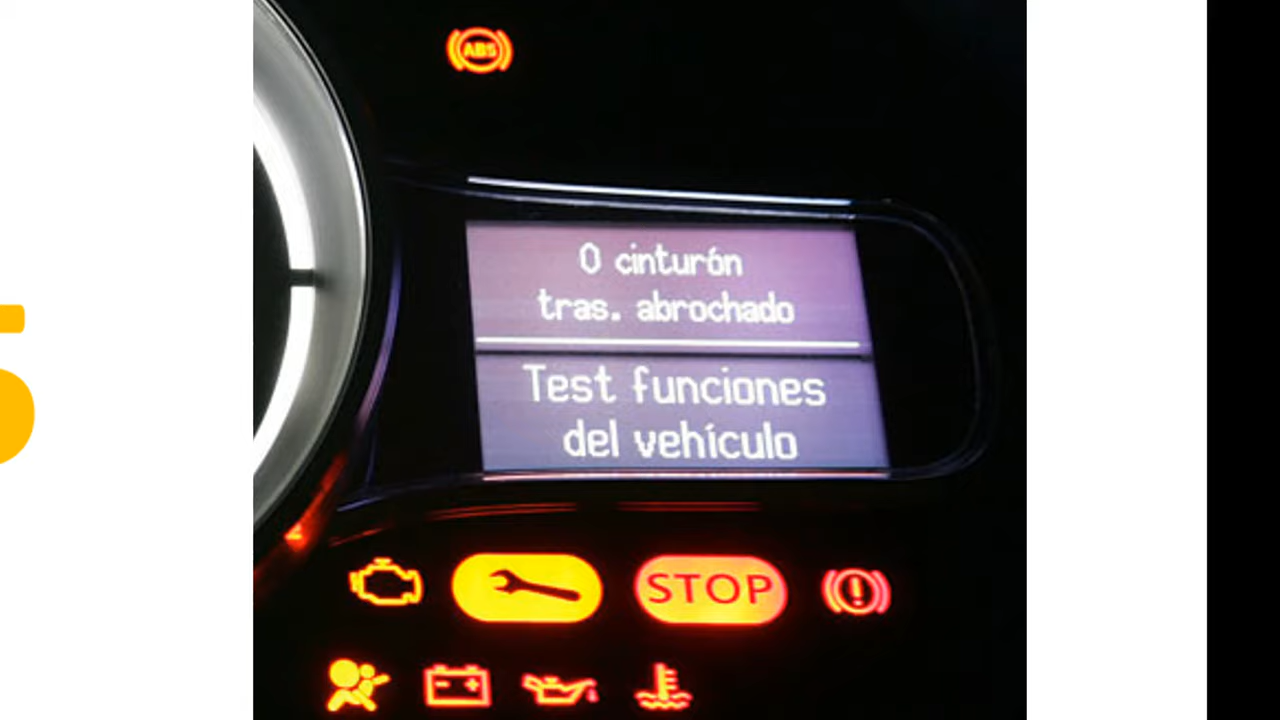 ABS
0 cinturón
tras. abrochado
Test funciones
del vehículo
STOP